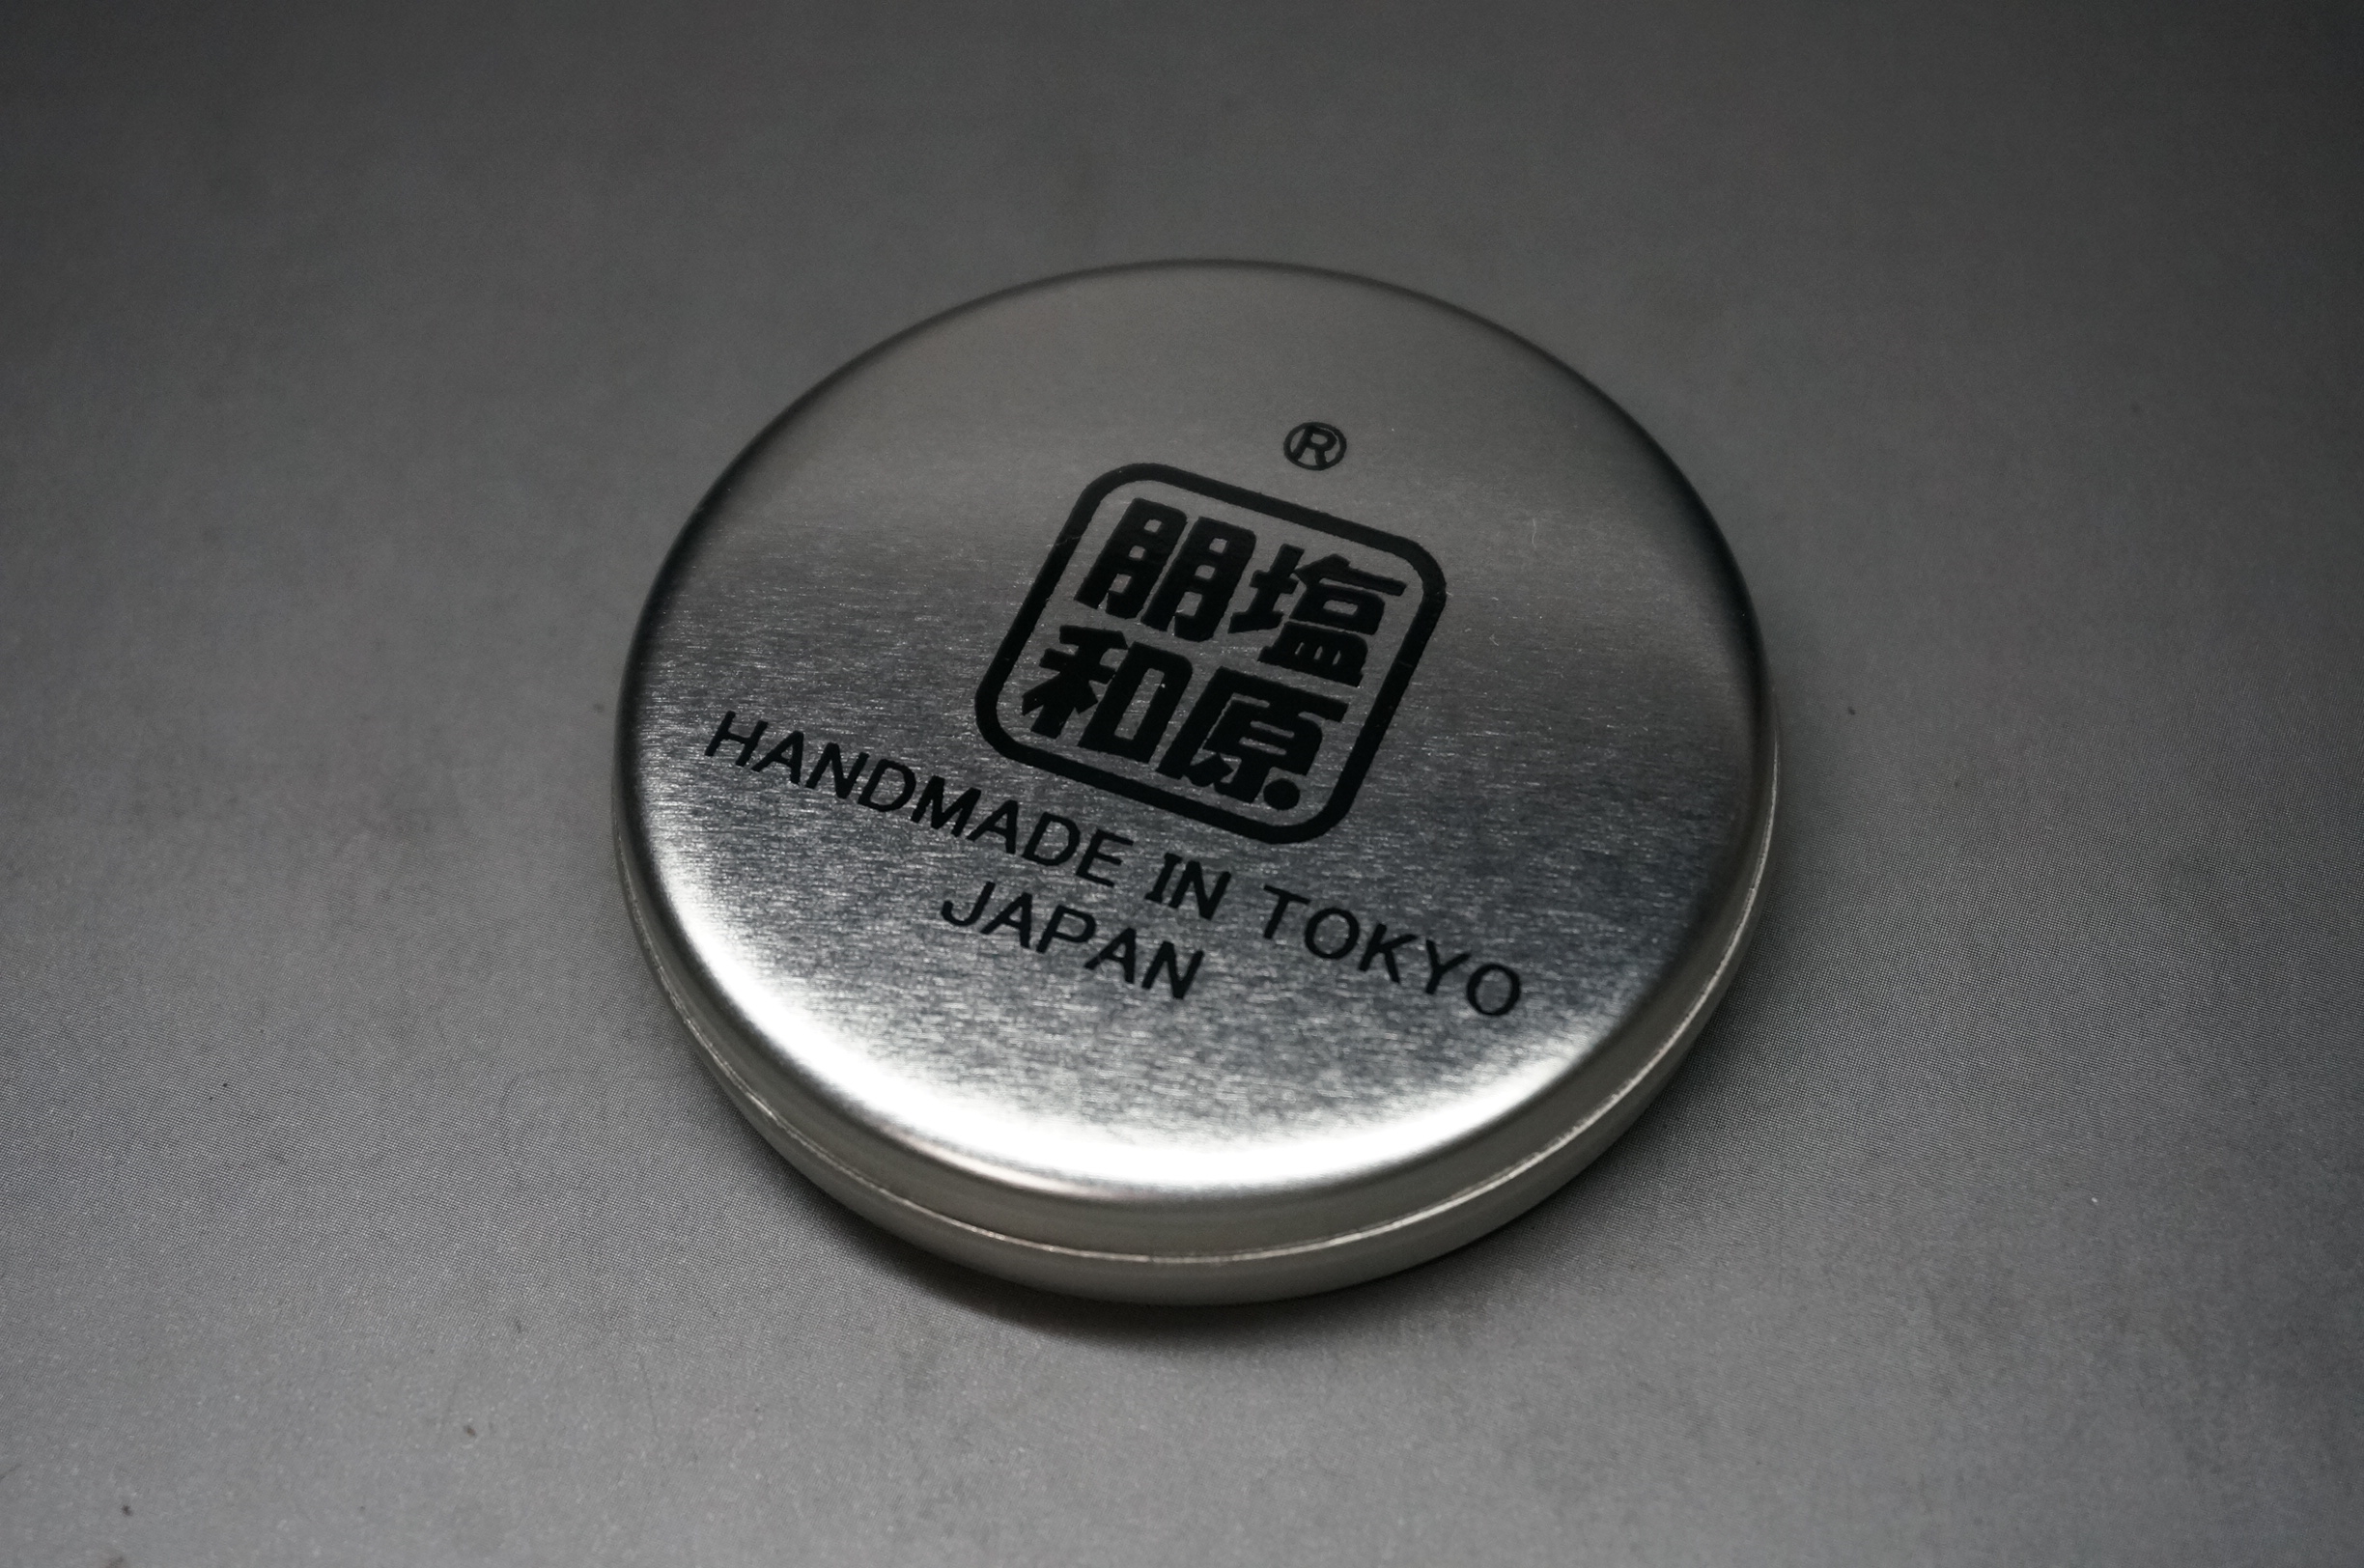 ®
塩原
朋和
HANDMADE IN TOKYO
JAPAN